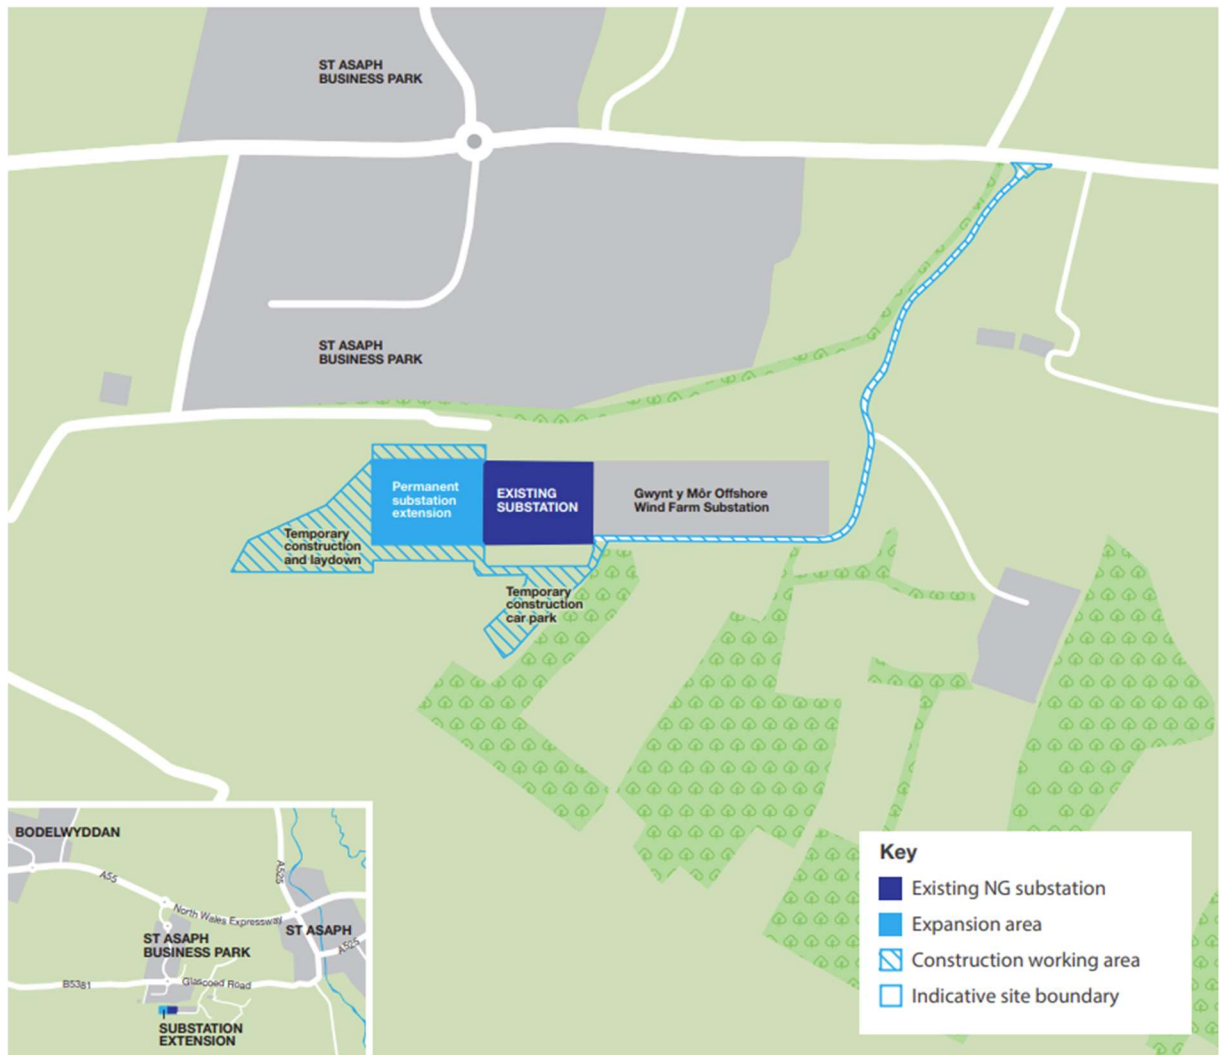 ST ASAPH
BUSINESS PARK
ST ASAPH
BUSINESS PARK
Permanent
substation
extension
EXISTING
SUBSTATION
Gwynt y Môr Offshore
Wind Farm Substation
Temporary
construction
and laydown
Temporary
construction
car park
BODELWYDDAN
A55
A525
North Wales Expressway
ST ASAPH
A525
ST ASAPH
BUSINESS PARK
B5381
Glascoed Road
SUBSTATION
EXTENSION
Key
Existing NG substation
Expansion area
Construction working area
Indicative site boundary